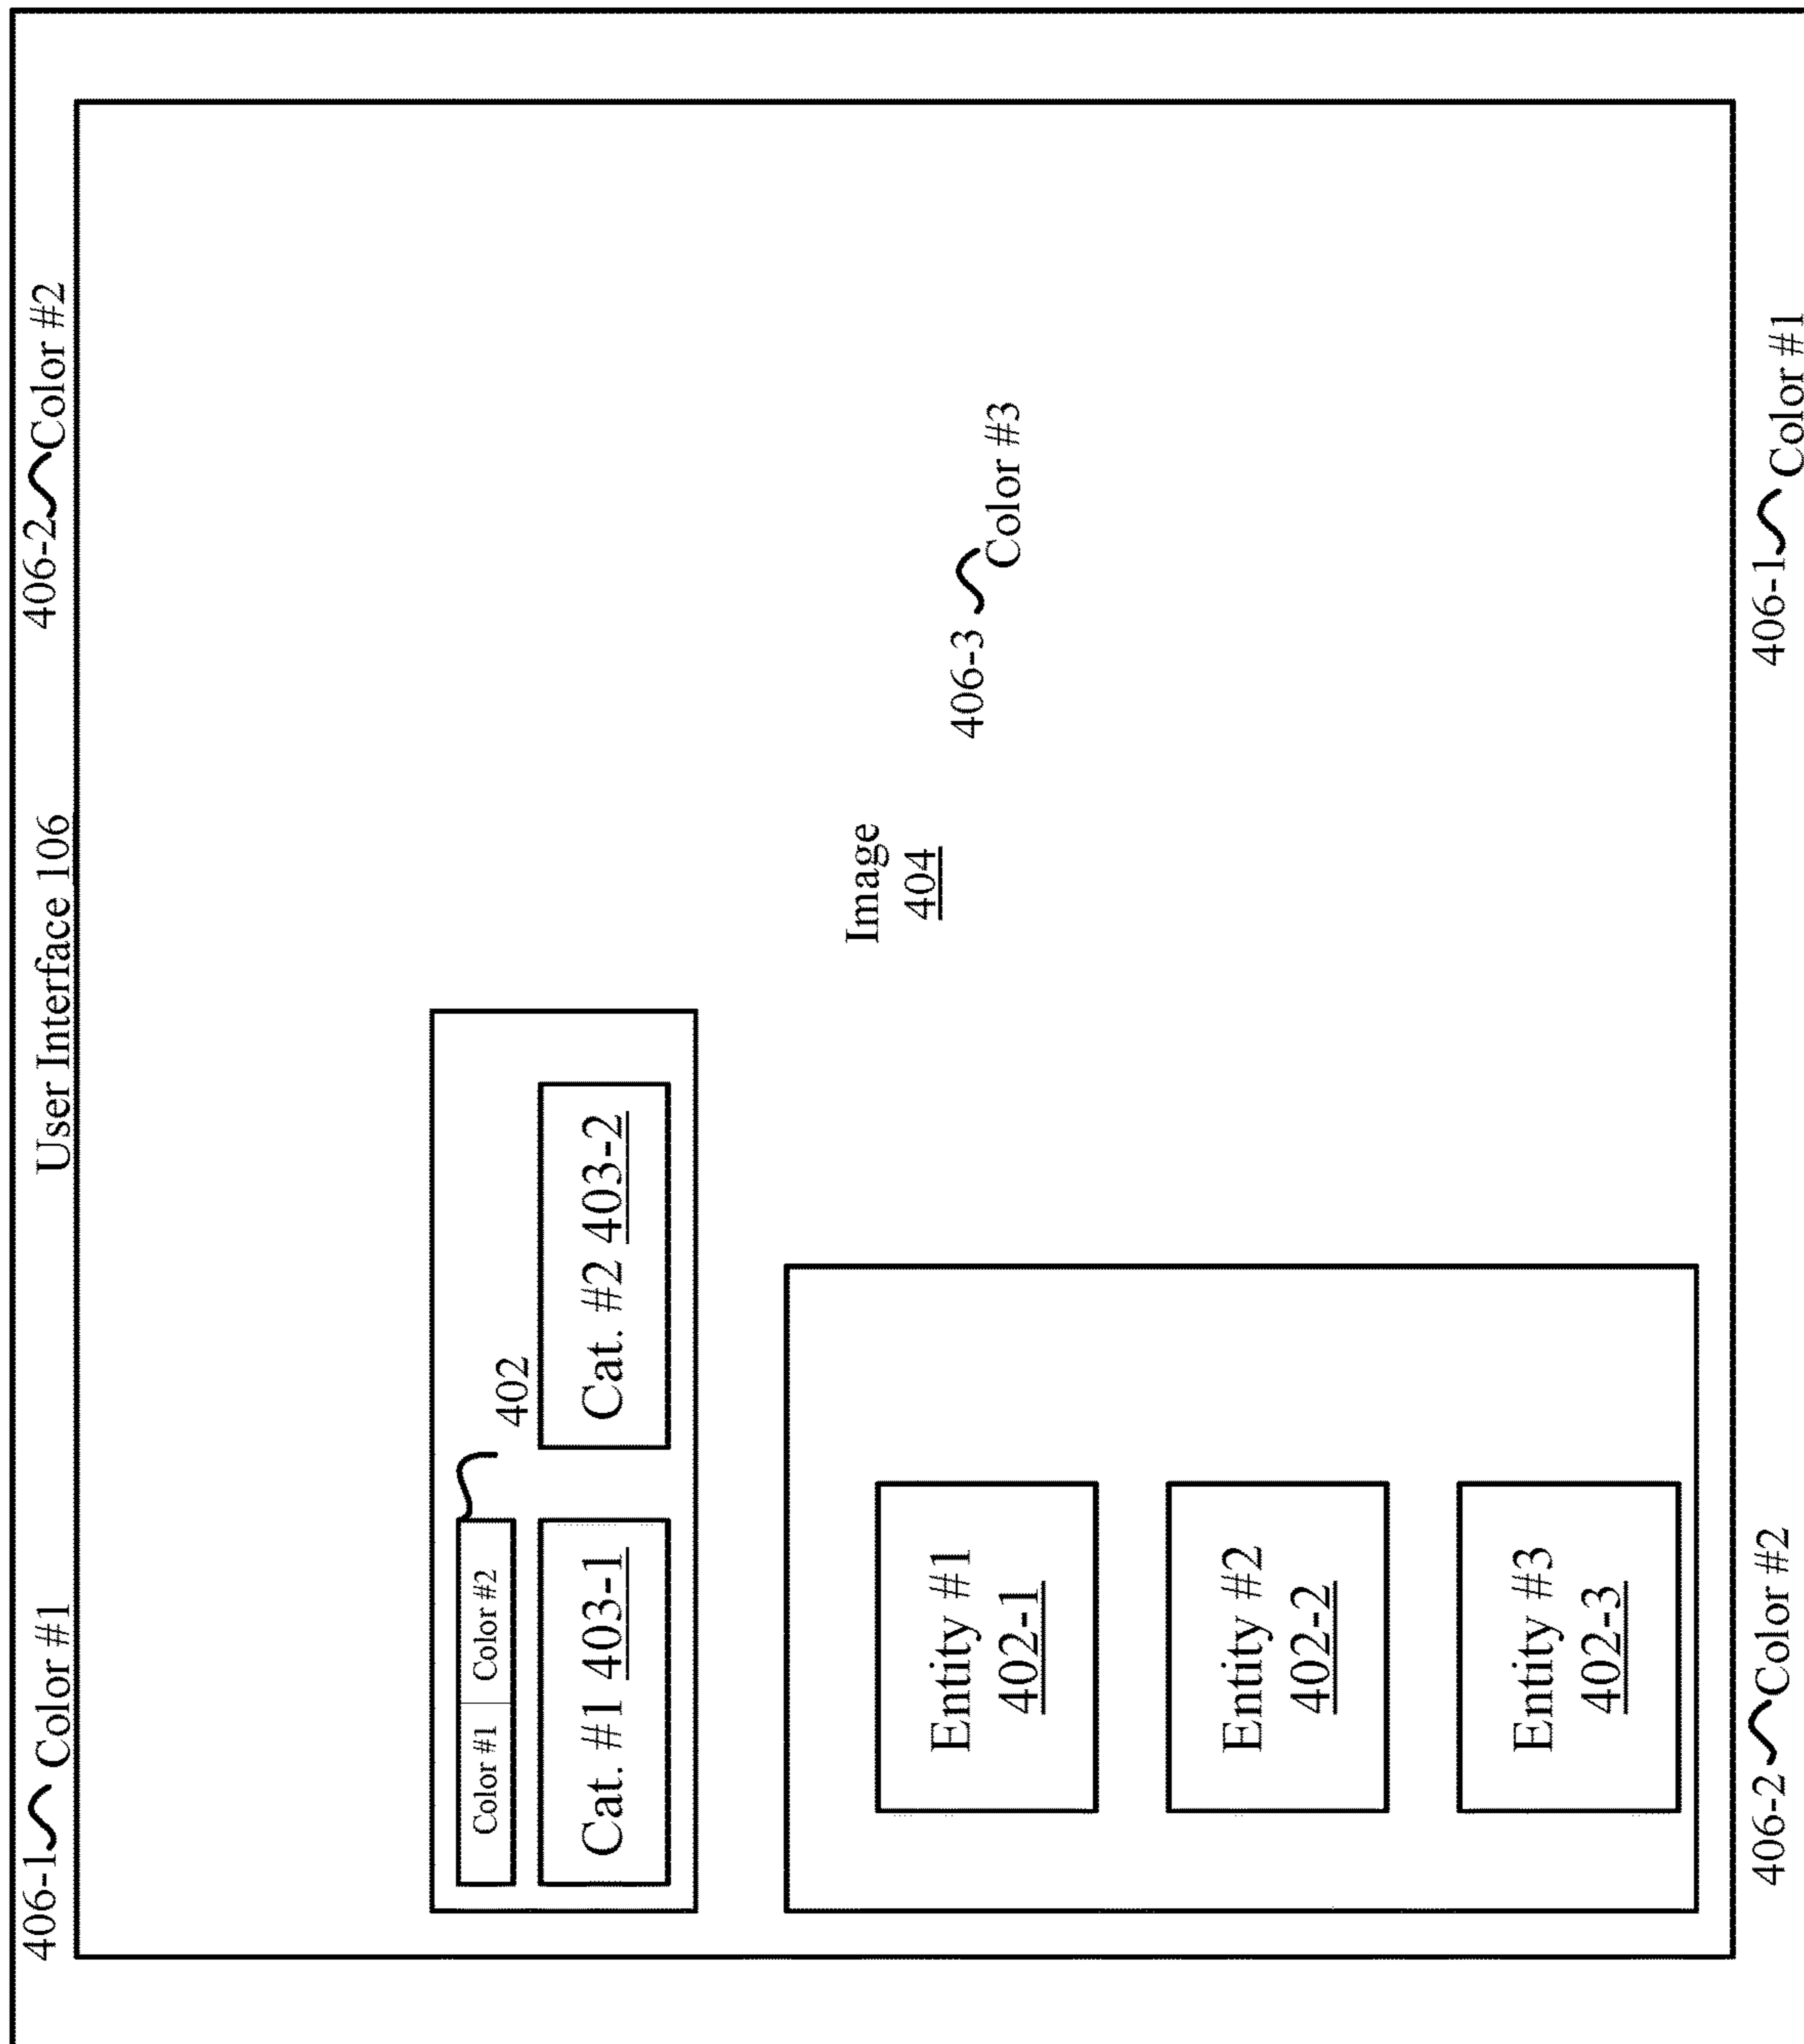 User Interface 106
406-1 Color #1
406-2 Color #2
Color #1 Color #2
402
Cat. #1 403-1
Cat. #2 403-2
Image
404
Entity #1
402-1
406-3 Color #3
Entity #2
402-2
Entity #3
402-3
406-2 Color #2
406-1 Color #1